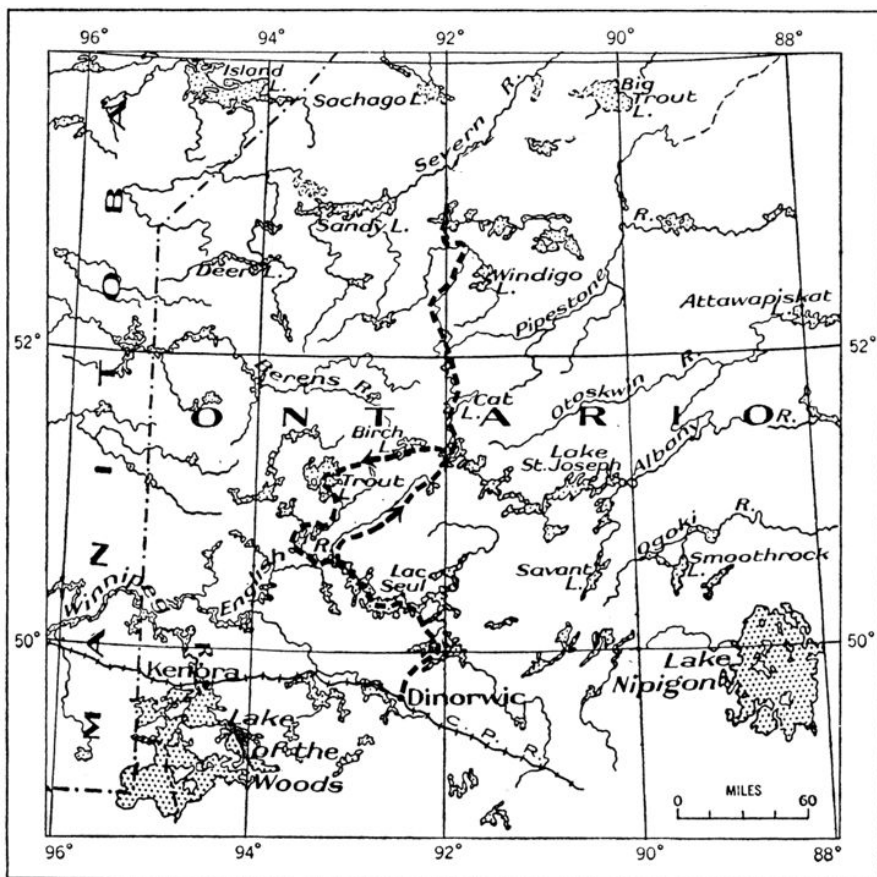 96° 94° 92° 90° 88°
Island
L.
Sachago L.
Big
Trout
L.
Severn R.
R.
Sandy L.
Deer L.
Windigo
L.
Pipestone
Attawapiskat
L.
52° 52°
Berens R.
Cat
L.
Otoskwin R.
ONTARIO
Birch
L.
Lake
St. Joseph
Albany R.
Trout
L.
English R.
Ogoki R.
Lac
Seul
Savant
L.
Smoothrock
L.
Winnipeg
R.
50° 50°
MANITOBA
Kenora
Dinorwic
Lake
Nipigon
C. P. R.
Lake
of the
Woods
MILES
0 60
96° 94° 92° 90° 88°